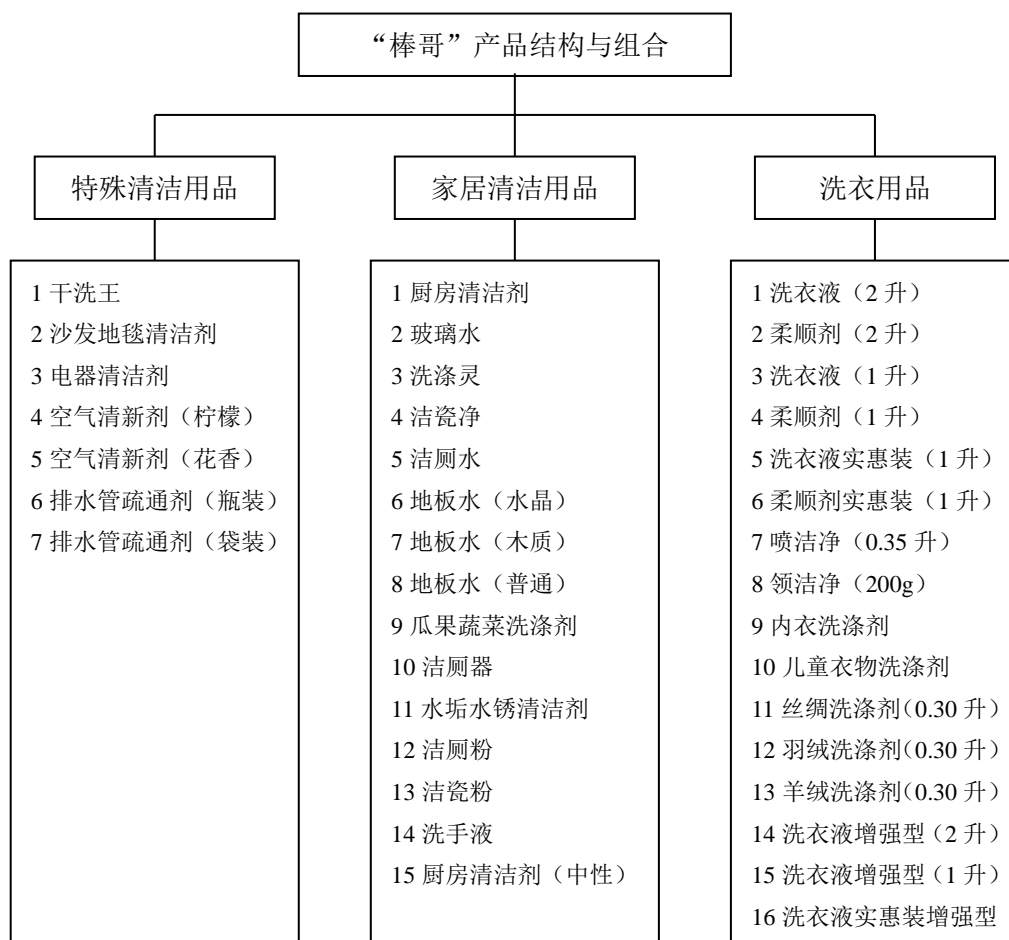 “棒哥”产品结构与组合
特殊清洁用品
家居清洁用品
洗衣用品
1 干洗王
2 沙发地毯清洁剂
3 电器清洁剂
4 空气清新剂（柠檬）
5 空气清新剂（花香）
6 排水管疏通剂（瓶装）
7 排水管疏通剂（袋装）
1 厨房清洁剂
2 玻璃水
3 洗涤灵
4 洁瓷净
5 洁厕水
6 地板水（水晶）
7 地板水（木质）
8 地板水（普通）
9 瓜果蔬菜洗涤剂
10 洁厕器
11 水垢水锈清洁剂
12 洁厕粉
13 洁瓷粉
14 洗手液
15 厨房清洁剂（中性）
1 洗衣液（2 升）
2 柔顺剂（2 升）
3 洗衣液（1 升）
4 柔顺剂（1 升）
5 洗衣液实惠装（1 升）
6 柔顺剂实惠装（1 升）
7 喷洁净（0.35 升）
8 领洁净（200g）
9 内衣洗涤剂
10 儿童衣物洗涤剂
11 丝绸洗涤剂(0.30 升）
12 羽绒洗涤剂(0.30 升）
13 羊绒洗涤剂(0.30 升）
14 洗衣液增强型（2 升）
15 洗衣液增强型（1 升）
16 洗衣液实惠装增强型